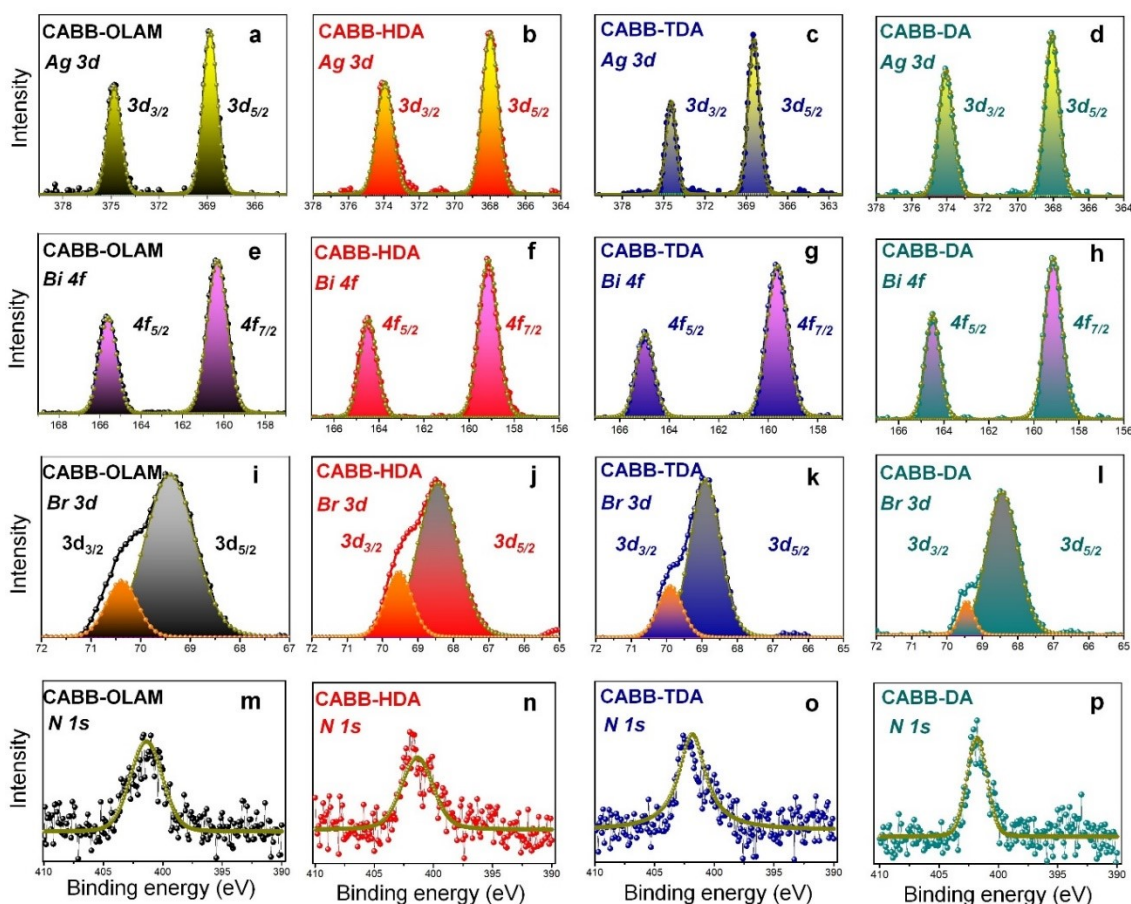 CABB-OLAM a
Ag 3d
3d3/2 3d5/2
Intensity
378 375 372 369 366
CABB-HDA b
Ag 3d
3d3/2 3d5/2
376 374 372 370 368 366 364
CABB-TDA c
Ag 3d
3d3/2 3d5/2
378 375 372 369 366 363
CABB-DA d
Ag 3d
3d3/2 3d5/2
378 376 374 372 370 368 366 364
CABB-OLAM e
Bi 4f
4f5/2 4f7/2
Intensity
168 166 164 162 160 158
CABB-HDA f
Bi 4f
4f5/2 4f7/2
166 164 162 160 158 156
CABB-TDA g
Bi 4f
4f5/2 4f7/2
166 164 162 160 158
CABB-DA h
Bi 4f
4f5/2 4f7/2
166 164 162 160 158 156
CABB-OLAM i
Br 3d
3d3/2 3d5/2
Intensity
72 71 70 69 68 67
CABB-HDA j
Br 3d
3d3/2 3d5/2
72 71 70 69 68 67 66 65
CABB-TDA k
Br 3d
3d3/2 3d5/2
72 71 70 69 68 67 66 65
CABB-DA l
Br 3d
3d3/2 3d5/2
72 71 70 69 68 67 66 65
CABB-OLAM m
N 1s
Intensity
410 405 400 395 390
Binding energy (eV)
CABB-HDA n
N 1s
410 405 400 395 390
Binding energy (eV)
CABB-TDA o
N 1s
410 405 400 395 390
Binding energy (eV)
CABB-DA p
N 1s
410 405 400 395 390
Binding energy (eV)